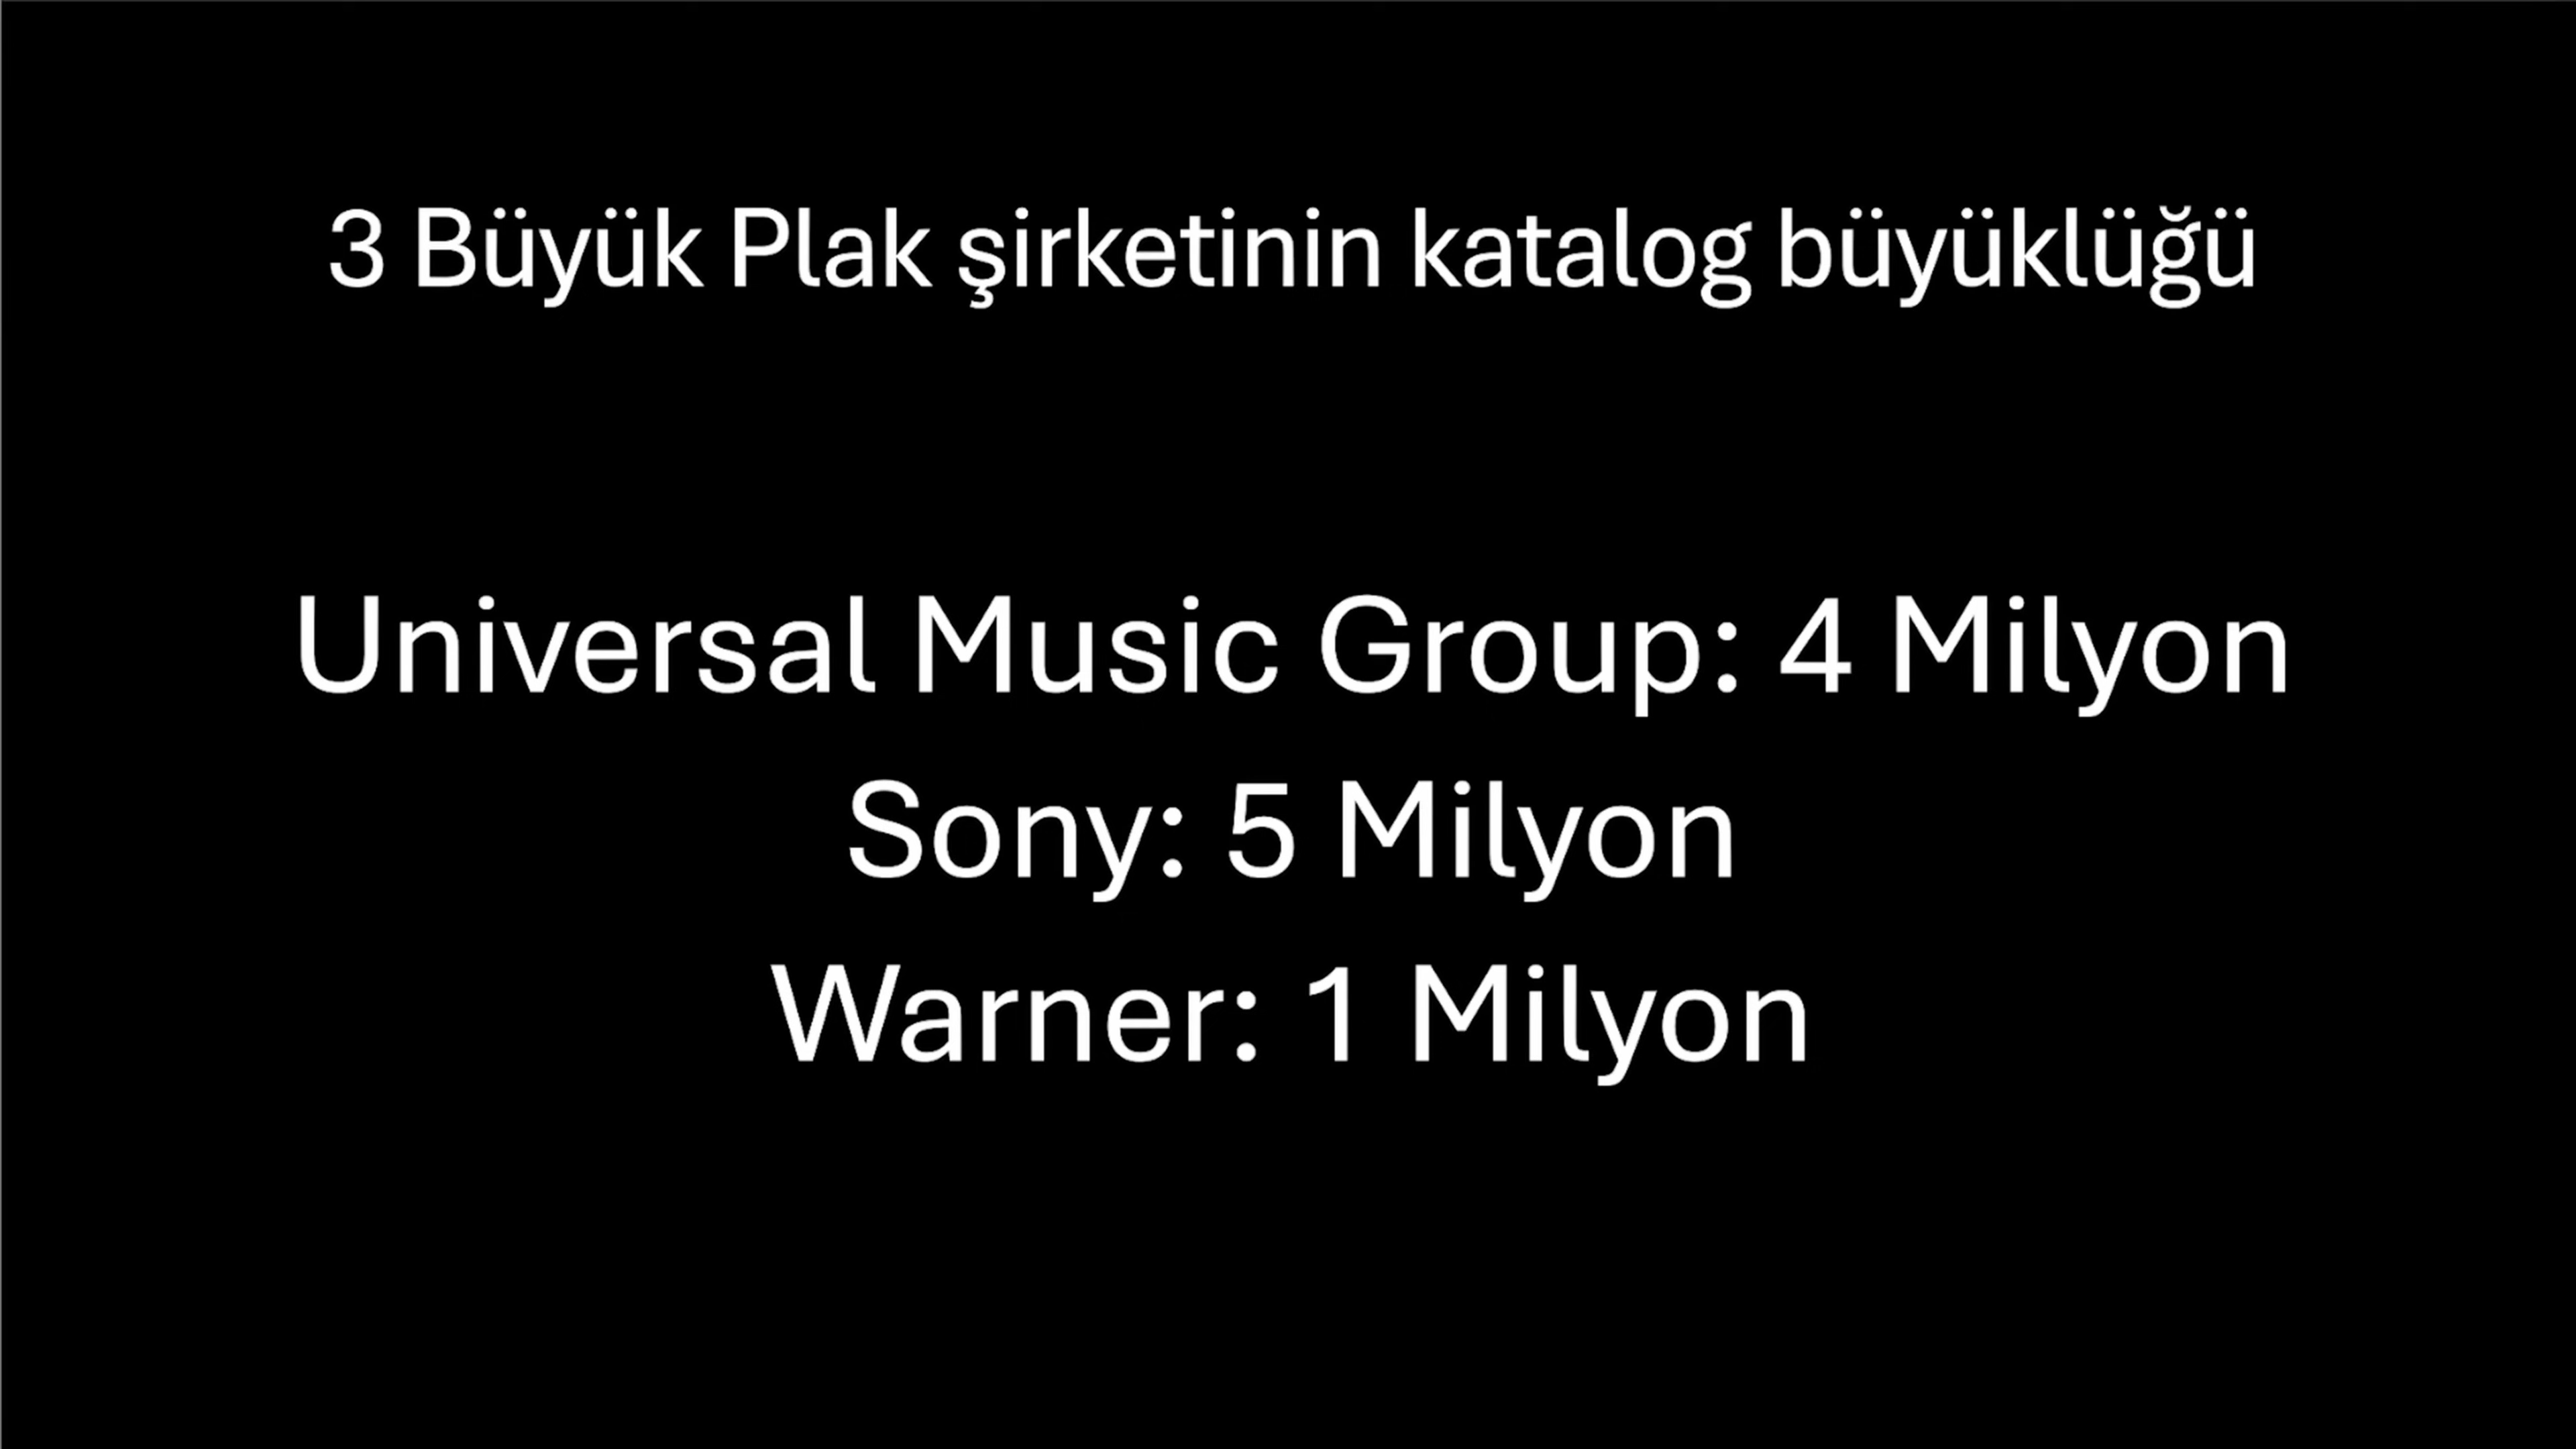 3 Büyük Plak şirketinin katalog büyüklüğü
Universal Music Group: 4 Milyon
Sony: 5 Milyon
Warner: 1 Milyon